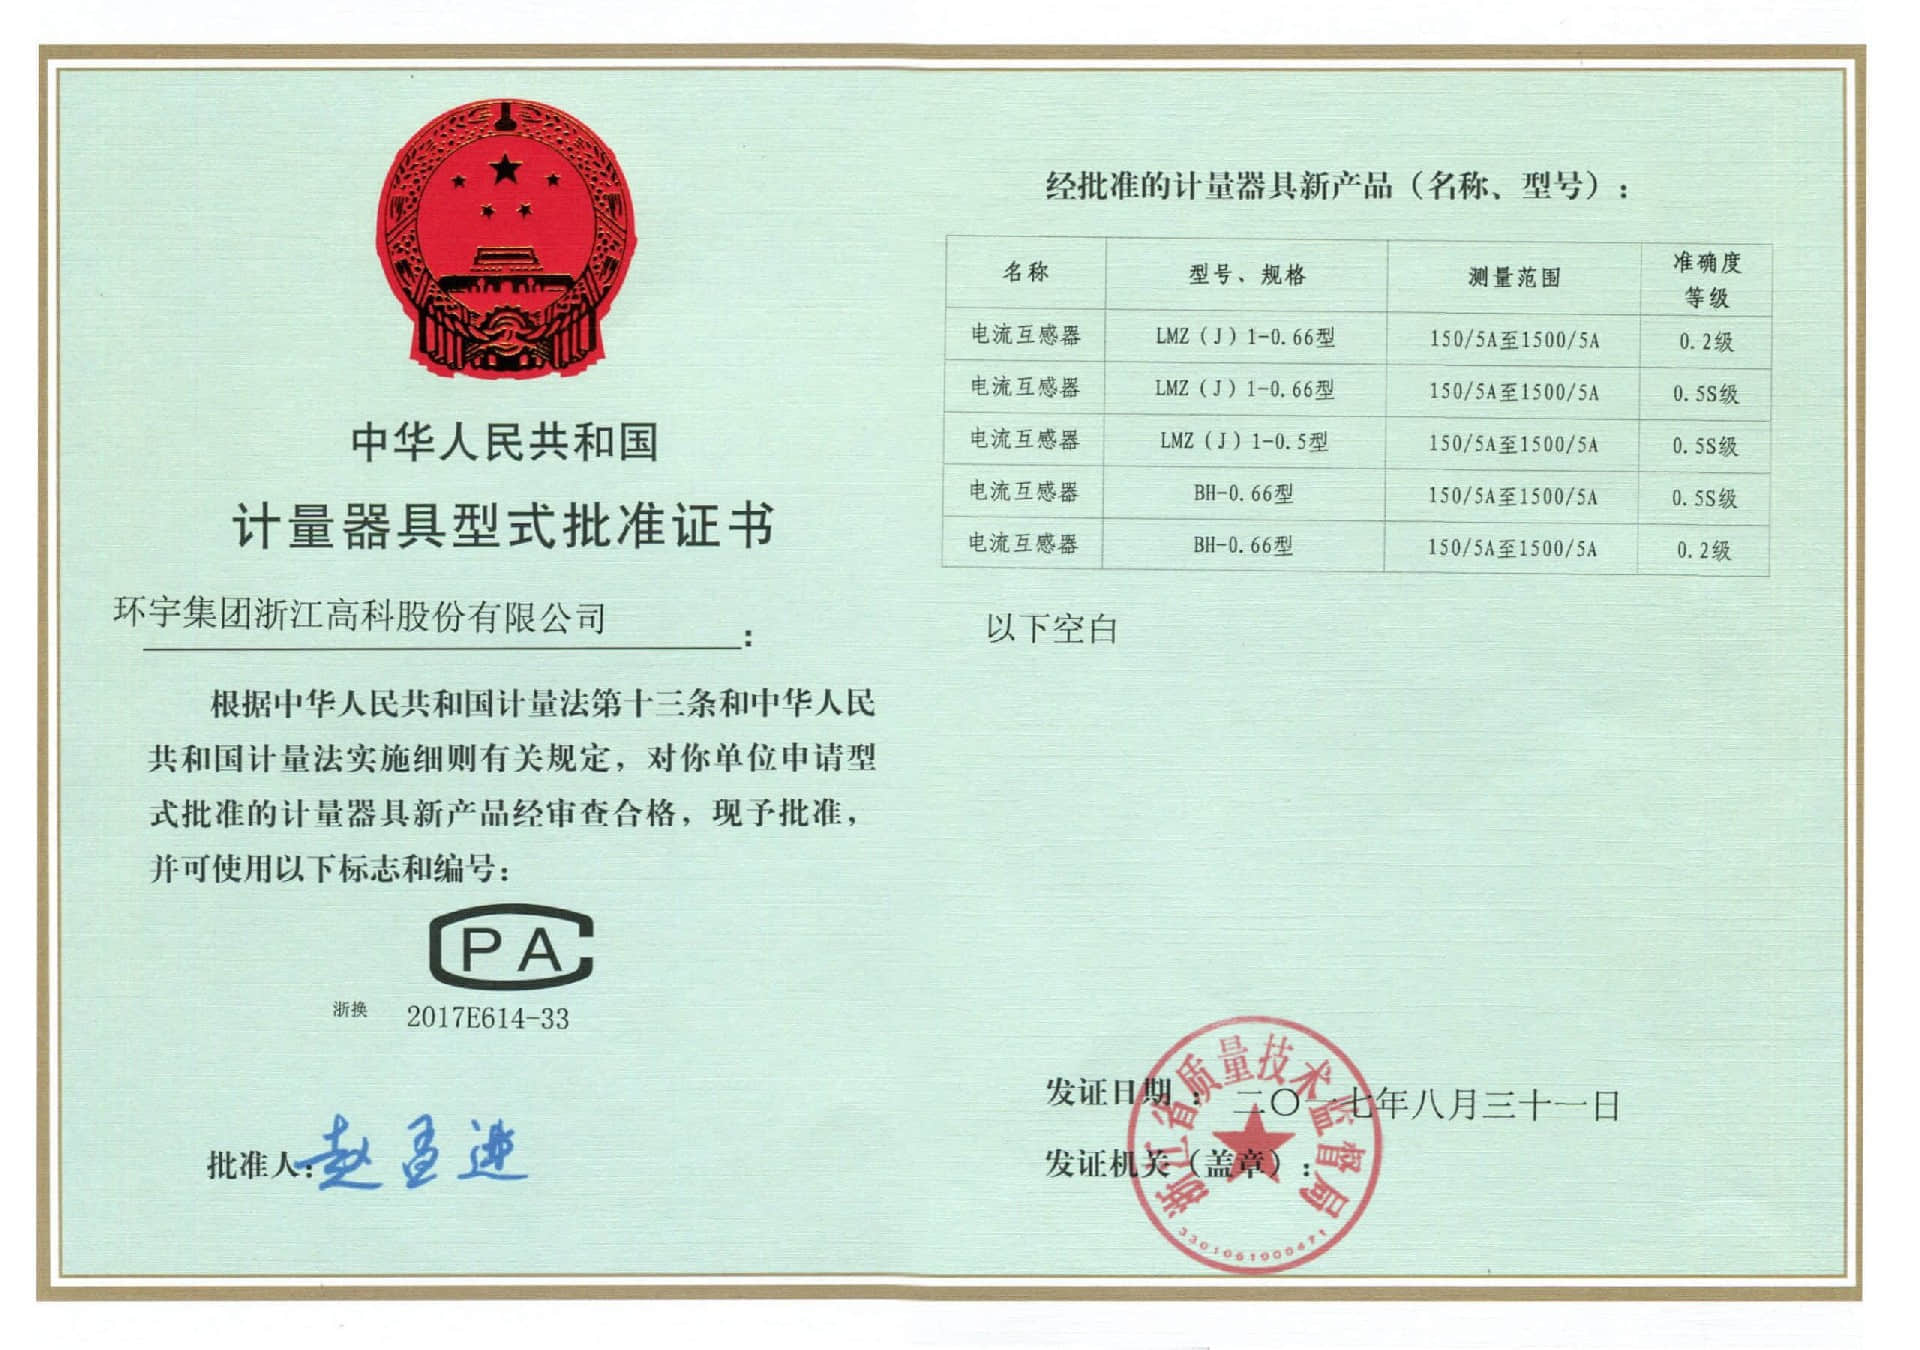 中华人民共和国
计量器具型式批准证书
环宇集团浙江高科股份有限公司:
根据中华人民共和国计量法第十三条和中华人民
共和国计量法实施细则有关规定，对你单位申请型
式批准的计量器具新产品经审查合格，现予批准，
并可使用以下标志和编号：
CPA
浙换 2017E614-33
批准人:赵孟进
经批准的计量器具新产品（名称、型号）：
名称 型号、规格 测量范围 准确度等级
电流互感器 LMZ（J）1-0.66型 150/5A至1500/5A 0.2级
电流互感器 LMZ（J）1-0.66型 150/5A至1500/5A 0.5S级
电流互感器 LMZ（J）1-0.5型 150/5A至1500/5A 0.5S级
电流互感器 BH-0.66型 150/5A至1500/5A 0.5S级
电流互感器 BH-0.66型 150/5A至1500/5A 0.2级
以下空白
发证日期：二〇一七年八月三十一日
发证机关（盖章）：
浙江省质量技术监督局
3301061000471